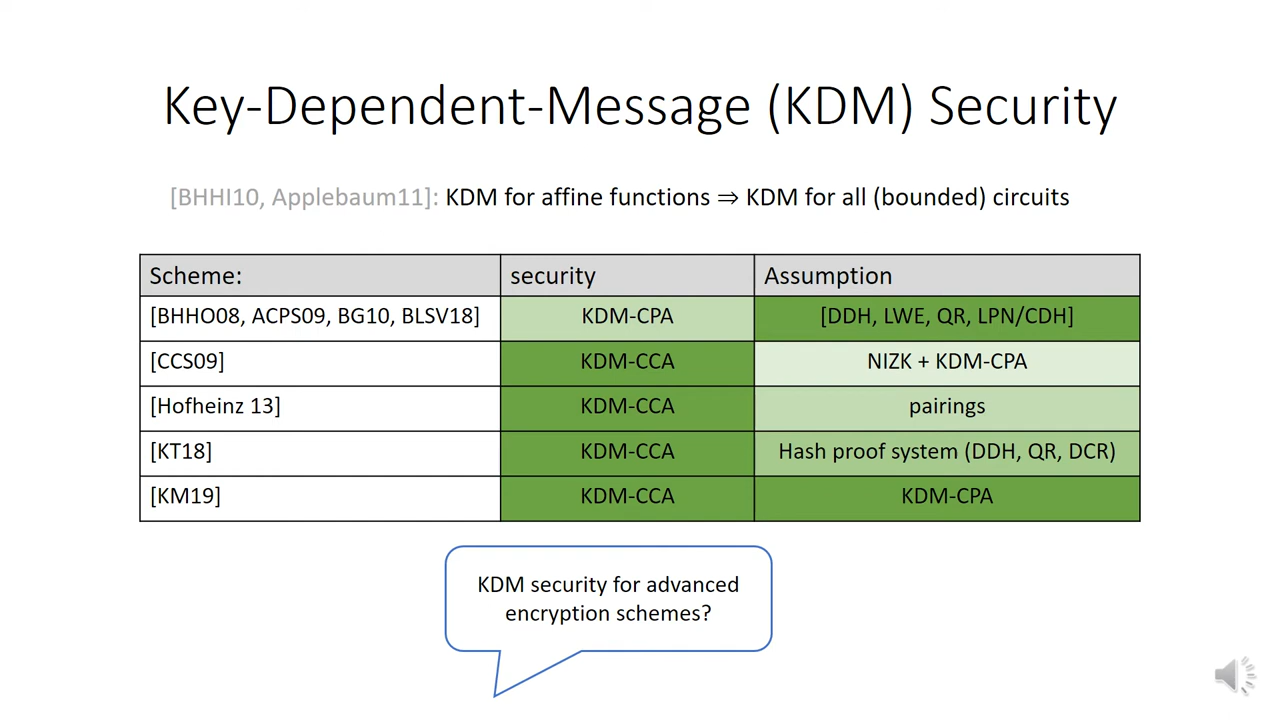 Key-Dependent-Message (KDM) Security
[BHHI10, Applebaum11]: KDM for affine functions ⇒ KDM for all (bounded) circuits
Scheme: security Assumption
[BHHO08, ACPS09, BG10, BLSV18] KDM-CPA [DDH, LWE, QR, LPN/CDH]
[CCS09] KDM-CCA NIZK + KDM-CPA
[Hofheinz 13] KDM-CCA pairings
[KT18] KDM-CCA Hash proof system (DDH, QR, DCR)
[KM19] KDM-CCA KDM-CPA
KDM security for advanced
encryption schemes?